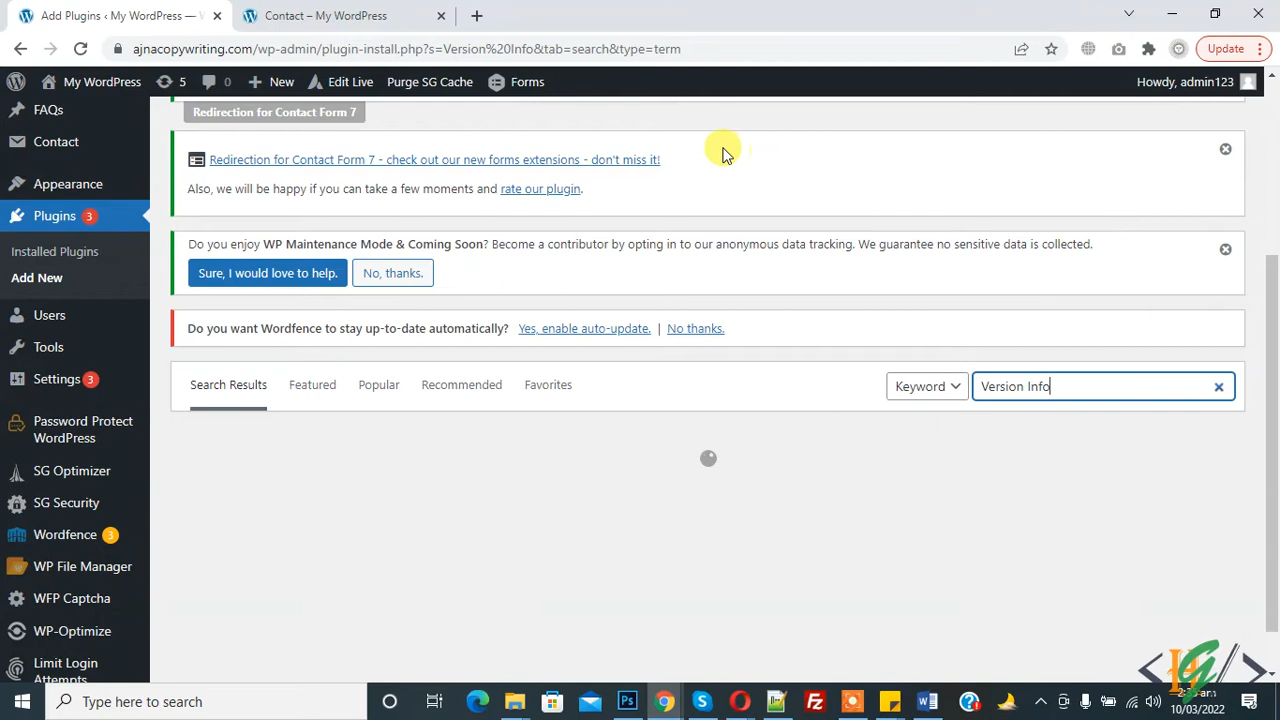 Add Plugins ‹ My WordPress —
Contact – My WordPress
ajnacopywriting.com/wp-admin/plugin-install.php?s=Version%20Info&tab=search&type=term
Update
My WordPress
5
0
New
Edit Live
Purge SG Cache
Forms
Howdy, admin123
FAQs
Contact
Appearance
Plugins 3
Installed Plugins
Add New
Users
Tools
Settings 3
Password Protect
WordPress
SG Optimizer
SG Security
Wordfence 3
WP File Manager
WFP Captcha
WP-Optimize
Limit Login
Attempts
Redirection for Contact Form 7
Redirection for Contact Form 7 - check out our new forms extensions - don't miss it!
Also, we will be happy if you can take a few moments and rate our plugin.
Do you enjoy WP Maintenance Mode & Coming Soon? Become a contributor by opting in to our anonymous data tracking. We guarantee no sensitive data is collected.
Sure, I would love to help.
No, thanks.
Do you want Wordfence to stay up-to-date automatically? Yes, enable auto-update. | No thanks.
Search Results
Featured
Popular
Recommended
Favorites
Keyword
Version Info
Type here to search
10/03/2022